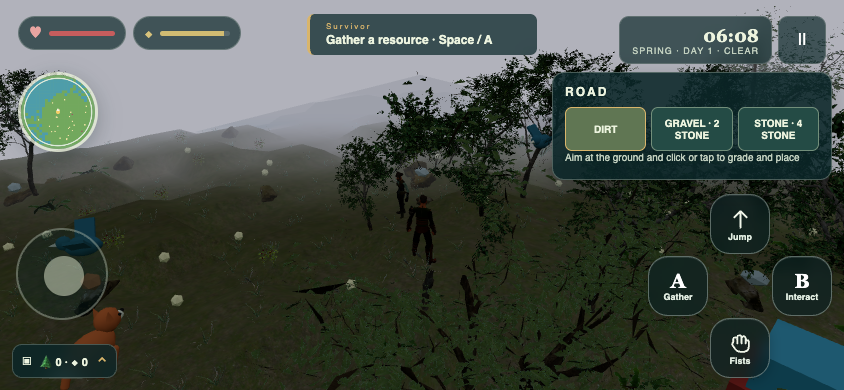 Survivor
Gather a resource · Space / A
06:08
SPRING · DAY 1 · CLEAR
ROAD
DIRT
GRAVEL · 2
STONE
STONE · 4
STONE
Aim at the ground and click or tap to grade and place
Jump
A
Gather
B
Interact
Fists
0 · ◆ 0